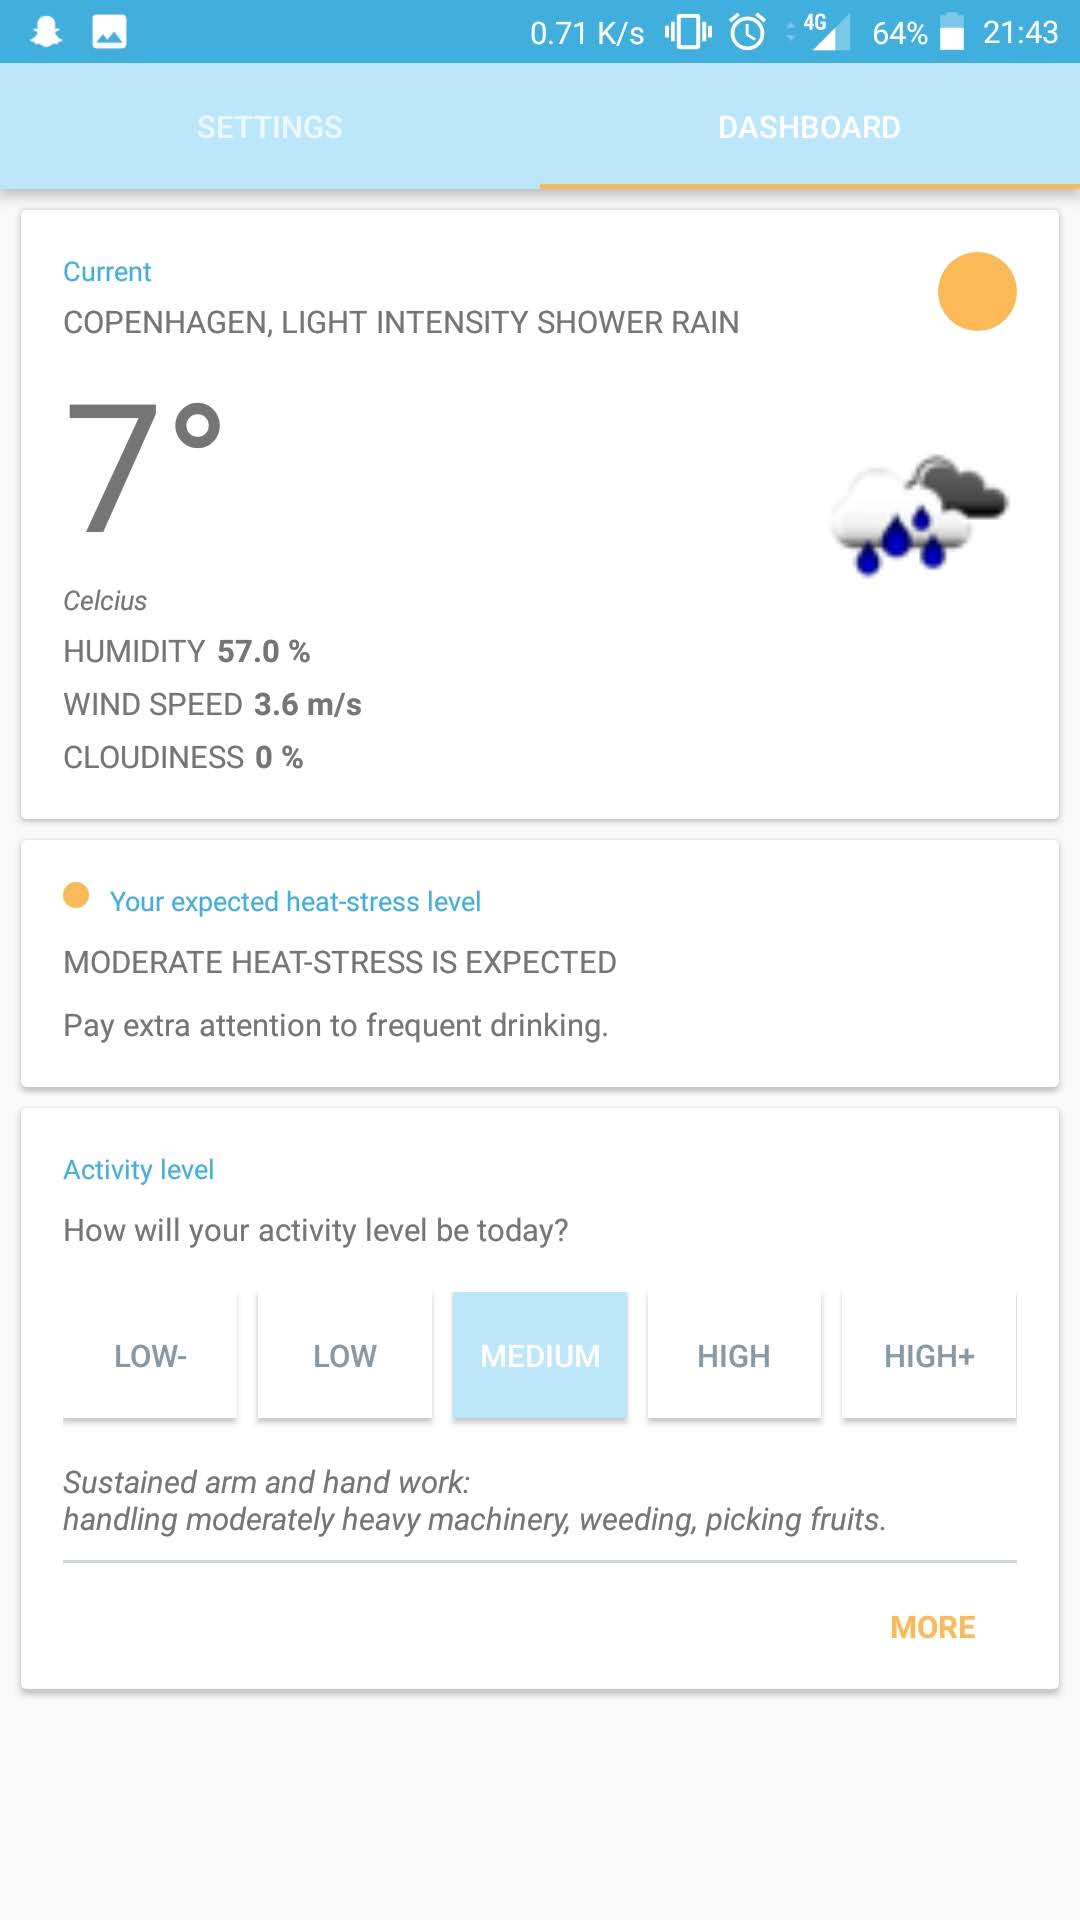 0.71 K/s 4G 64% 21:43
SETTINGS DASHBOARD
Current
COPENHAGEN, LIGHT INTENSITY SHOWER RAIN
7°
Celcius
HUMIDITY 57.0 %
WIND SPEED 3.6 m/s
CLOUDINESS 0 %
Your expected heat-stress level
MODERATE HEAT-STRESS IS EXPECTED
Pay extra attention to frequent drinking.
Activity level
How will your activity level be today?
LOW- LOW MEDIUM HIGH HIGH+
Sustained arm and hand work:
handling moderately heavy machinery, weeding, picking fruits.
MORE